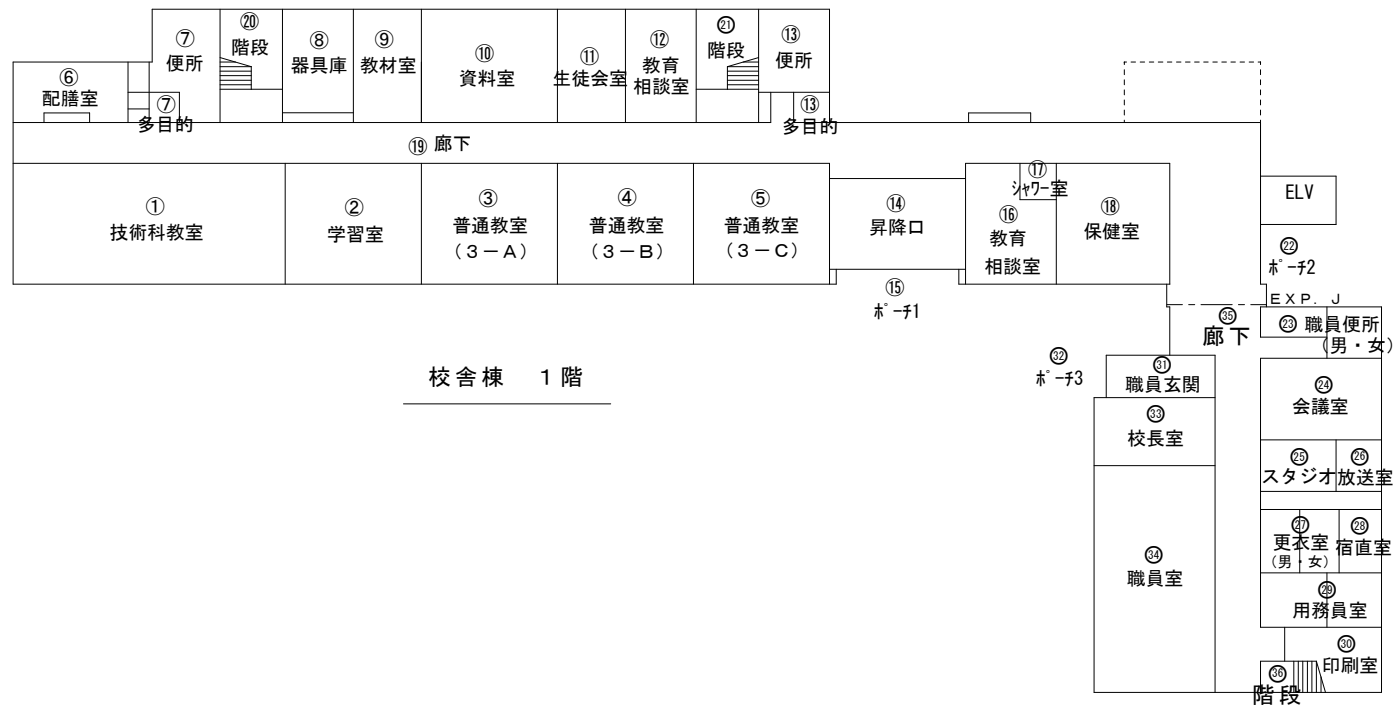 ⑥
配膳室
⑦
便所
⑦
多目的
⑳
階段
⑧
器具庫
⑨
教材室
⑩
資料室
⑪
生徒会室
⑫
教育
相談室
㉑
階段
⑬
便所
⑬
多目的
⑲ 廊下
①
技術科教室
②
学習室
③
普通教室
(3-A)
④
普通教室
(3-B)
⑤
普通教室
(3-C)
⑭
昇降口
⑮
ﾎﾟｰﾁ1
⑯
教育
相談室
⑰
ｼｬﾜｰ室
⑱
保健室
ELV
㉒
ﾎﾟｰﾁ2
EXP. J
㉟
廊下
㉓ 職員便所
(男・女)
㉔
会議室
㉕
スタジオ
㉖
放送室
㉗
更衣室
(男・女)
㉘
宿直室
㉙
用務員室
㉚
印刷室
㊱
階段
㉛
職員玄関
㉜
ﾎﾟｰﾁ3
㉝
校長室
㉞
職員室
校舎棟 1階